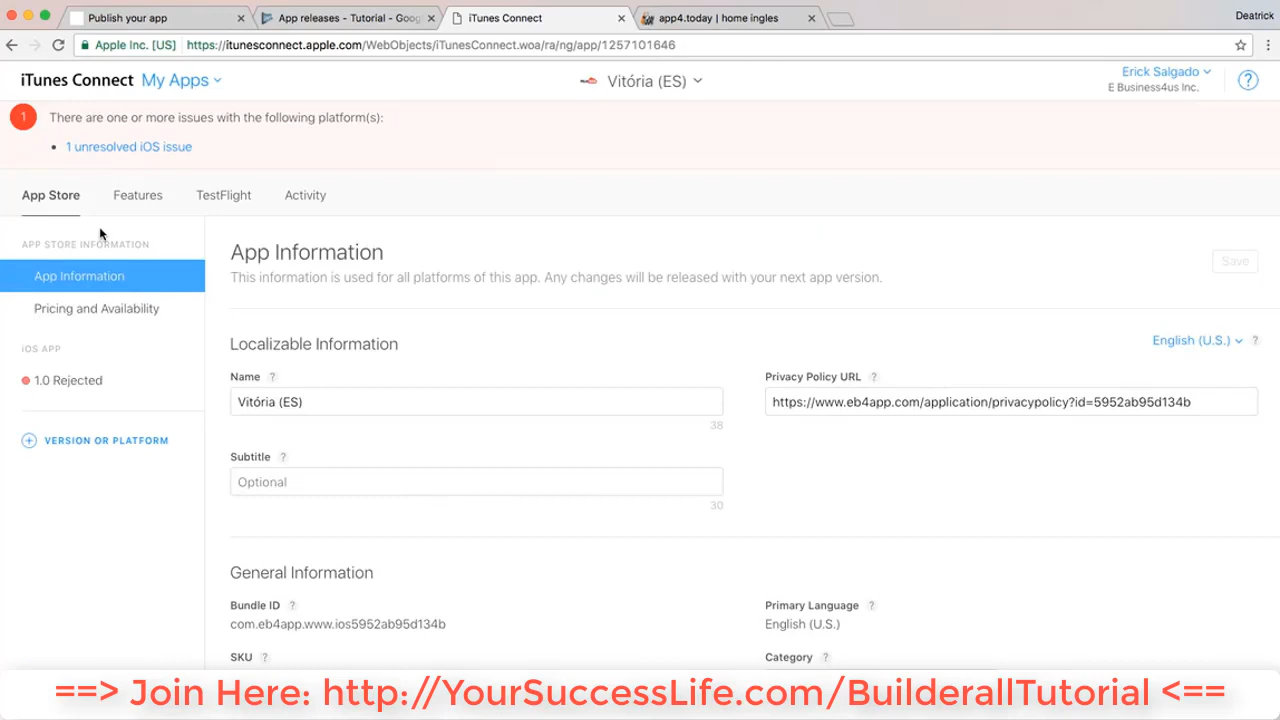 Publish your app
App releases - Tutorial - Goog
iTunes Connect
app4.today | home ingles
Deatrick
Apple Inc. [US] https://itunesconnect.apple.com/WebObjects/iTunesConnect.woa/ra/ng/app/1257101646
iTunes Connect My Apps
Vitória (ES)
Erick Salgado
E Business4us Inc.
?
1
There are one or more issues with the following platform(s):
• 1 unresolved iOS issue
App Store Features TestFlight Activity
APP STORE INFORMATION
App Information
Pricing and Availability
iOS APP
1.0 Rejected
VERSION OR PLATFORM
App Information
This information is used for all platforms of this app. Any changes will be released with your next app version.
Save
Localizable Information
English (U.S.) ?
Name ?
Vitória (ES)
38
Privacy Policy URL ?
https://www.eb4app.com/application/privacypolicy?id=5952ab95d134b
Subtitle ?
Optional
30
General Information
Bundle ID ?
com.eb4app.www.ios5952ab95d134b
Primary Language ?
English (U.S.)
SKU ?
Category ?
==> Join Here: http://YourSuccessLife.com/BuilderallTutorial <==